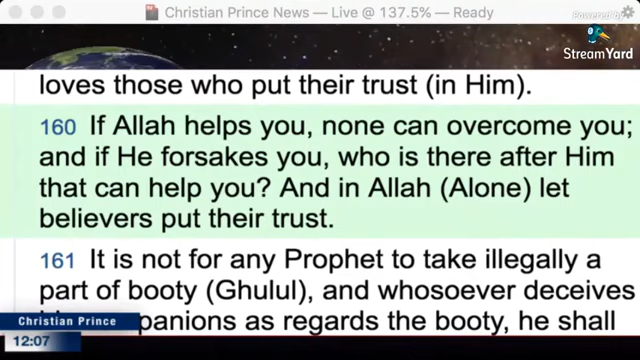 Christian Prince News — Live @ 137.5% — Ready
Powered by
StreamYard
loves those who put their trust (in Him).
160 If Allah helps you, none can overcome you;
and if He forsakes you, who is there after Him
that can help you? And in Allah (Alone) let
believers put their trust.
161 It is not for any Prophet to take illegally a
part of booty (Ghulul), and whosoever deceives
panions as regards the booty, he shall
Christian Prince
12:07